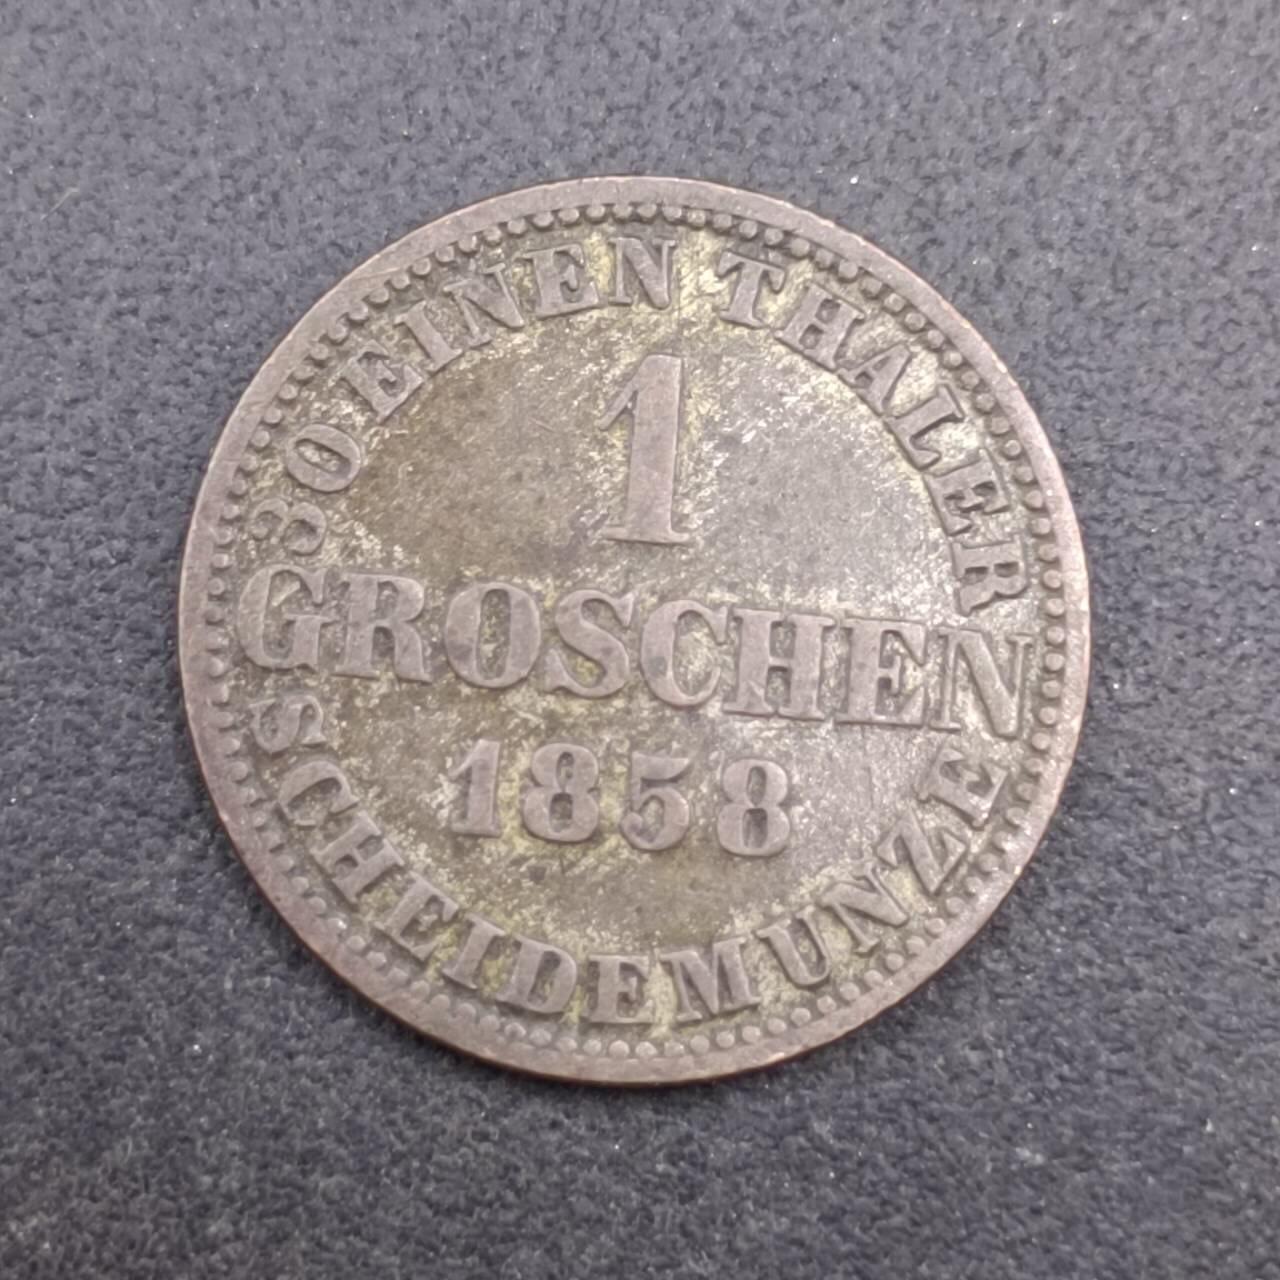 30 EINEN THALER
1
GROSCHEN
1858
SCHEIDEMUNZE